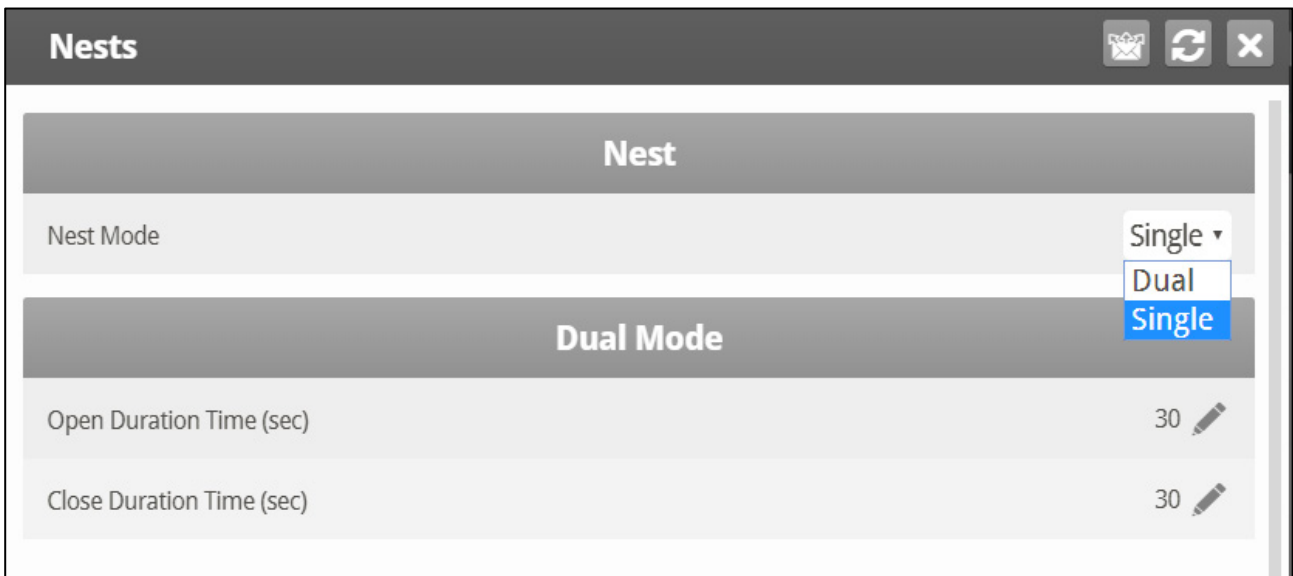 Nests
Nest
Nest Mode
Single
Dual
Single
Dual Mode
Open Duration Time (sec) 30
Close Duration Time (sec) 30